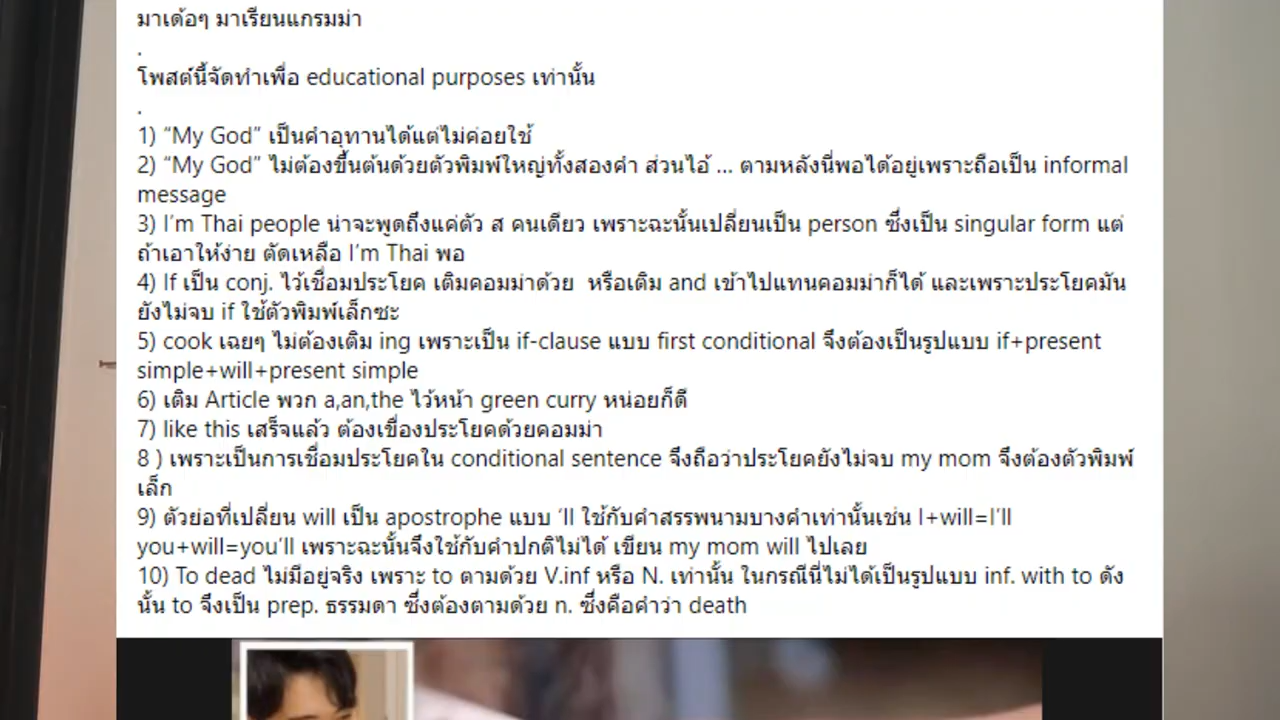 มาเด้อๆ มาเรียนแกรมม่า
.
โพสต์นี้จัดทำเพื่อ educational purposes เท่านั้น
.
1) “My God” เป็นคำอุทานได้แต่ไม่ค่อยใช้
2) “My God” ไม่ต้องขึ้นต้นด้วยตัวพิมพ์ใหญ่ทั้งสองคำ ส่วนไอ้ ... ตามหลังนี่พอได้อยู่เพราะถือเป็น informal
message
3) I’m Thai people น่าจะพูดถึงแค่ตัว ส คนเดียว เพราะฉะนั้นเปลี่ยนเป็น person ซึ่งเป็น singular form แต่
ถ้าเอาให้ง่าย ตัดเหลือ I’m Thai พอ
4) If เป็น conj. ไว้เชื่อมประโยค เติมคอมม่าด้วย หรือเติม and เข้าไปแทนคอมม่าก็ได้ และเพราะประโยคมัน
ยังไม่จบ if ใช้ตัวพิมพ์เล็กซะ
5) cook เฉยๆ ไม่ต้องเติม ing เพราะเป็น if-clause แบบ first conditional จึงต้องเป็นรูปแบบ if+present
simple+will+present simple
6) เติม Article พวก a,an,the ไว้หน้า green curry หน่อยก็ดี
7) like this เสร็จแล้ว ต้องเขื่องประโยคด้วยคอมม่า
8 ) เพราะเป็นการเชื่อมประโยคใน conditional sentence จึงถือว่าประโยคยังไม่จบ my mom จึงต้องตัวพิมพ์
เล็ก
9) ตัวย่อที่เปลี่ยน will เป็น apostrophe แบบ ‘ll ใช้กับคำสรรพนามบางคำเท่านั้นเช่น I+will=I’ll
you+will=you’ll เพราะฉะนั้นจึงใช้กับคำปกติไม่ได้ เขียน my mom will ไปเลย
10) To dead ไม่มีอยู่จริง เพราะ to ตามด้วย V.inf หรือ N. เท่านั้น ในกรณีนี่ไม่ได้เป็นรูปแบบ inf. with to ดัง
นั้น to จึงเป็น prep. ธรรมดา ซึ่งต้องตามด้วย n. ซึ่งคือคำว่า death